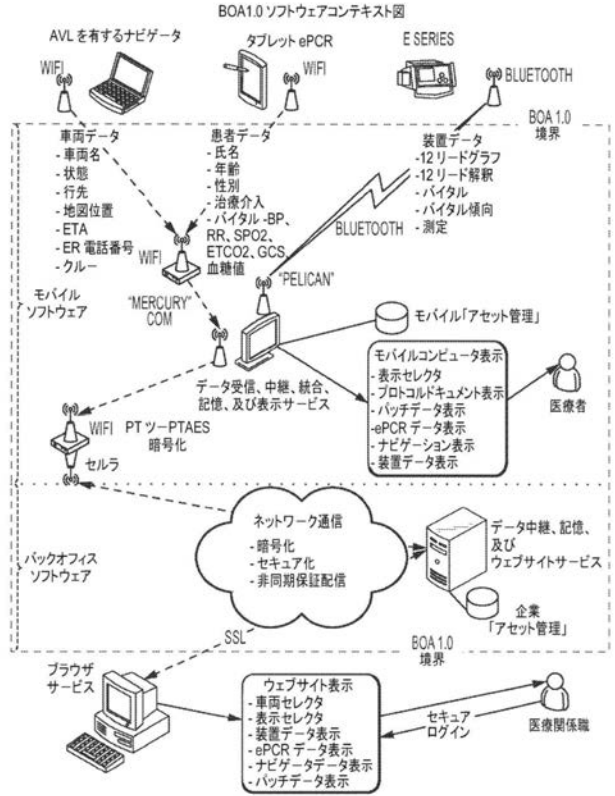 BOA1.0 ソフトウェアコンテキスト図
AVL を有するナビゲータ
タブレット ePCR
E SERIES
WIFI
WIFI
BLUETOOTH
BOA 1.0
境界
車両データ
- 車両名
- 状態
- 行先
- 地図位置
- ETA
- ER 電話番号
- クルー
患者データ
- 氏名
- 年齢
- 性別
- 治療介入
- バイタル -BP、
RR、SPO2、
ETCO2、GCS、
血糖値
装置データ
-12リードグラフ
-12リード解釈
- バイタル
- バイタル傾向
- 測定
BLUETOOTH
WIFI
"PELICAN"
モバイル
ソフトウェア
"MERCURY"
COM
モバイル「アセット管理」
データ受信、中継、統合、
記憶、及び表示サービス
モバイルコンピュータ表示
- 表示セレクタ
- プロトコルドキュメント表示
- パッチデータ表示
-ePCR データ表示
- ナビゲーション表示
- 装置データ表示
医療者
WIFI
PT ツーPTAES
暗号化
セルラ
バックオフィス
ソフトウェア
ネットワーク通信
- 暗号化
- セキュア化
- 非同期保証配信
データ中継、記憶、
及び
ウェブサイトサービス
企業
「アセット管理」
SSL
BOA 1.0
境界
ブラウザ
サービス
ウェブサイト表示
- 車両セレクタ
- 表示セレクタ
- 装置データ表示
- ePCR データ表示
- ナビゲータデータ表示
- パッチデータ表示
セキュア
ログイン
医療関係職